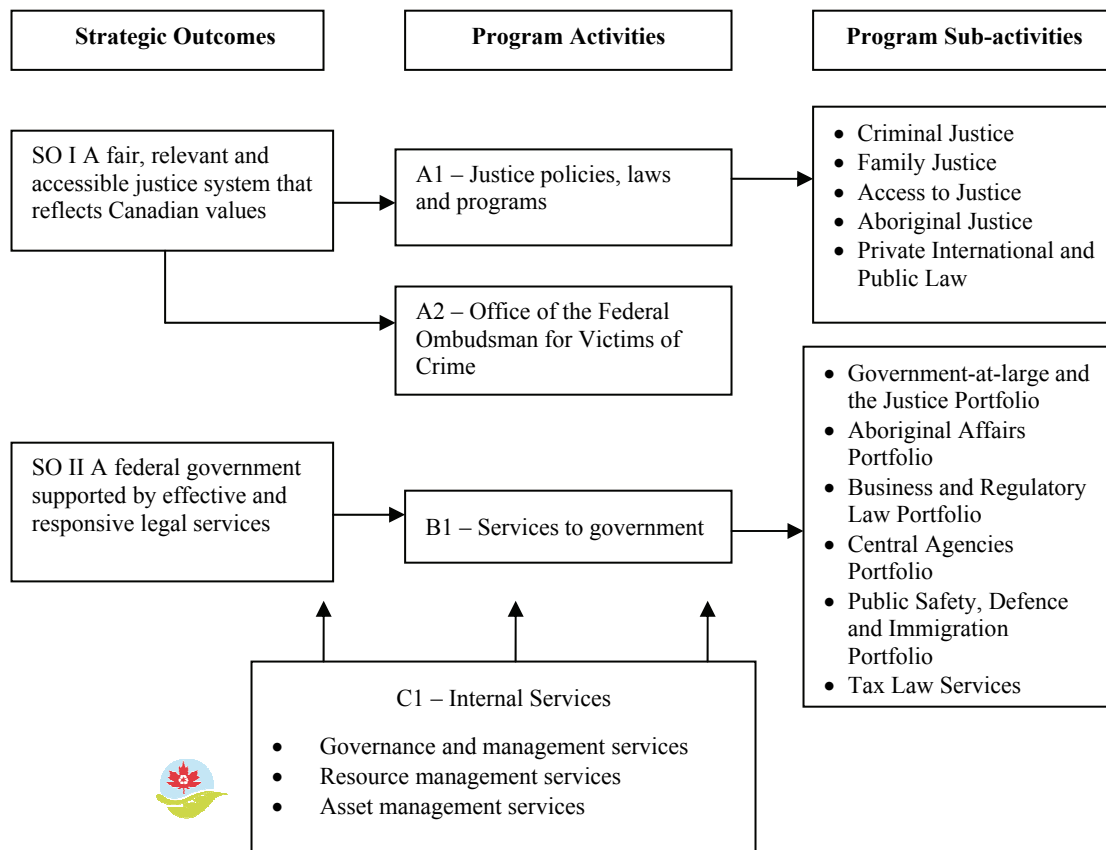 Strategic Outcomes
Program Activities
Program Sub-activities
SO I A fair, relevant and
accessible justice system that
reflects Canadian values
A1 – Justice policies, laws
and programs
• Criminal Justice
• Family Justice
• Access to Justice
• Aboriginal Justice
• Private International and
Public Law
A2 – Office of the Federal
Ombudsman for Victims of
Crime
SO II A federal government
supported by effective and
responsive legal services
B1 – Services to government
• Government-at-large and
the Justice Portfolio
• Aboriginal Affairs
Portfolio
• Business and Regulatory
Law Portfolio
• Central Agencies
Portfolio
• Public Safety, Defence
and Immigration
Portfolio
• Tax Law Services
C1 – Internal Services
• Governance and management services
• Resource management services
• Asset management services